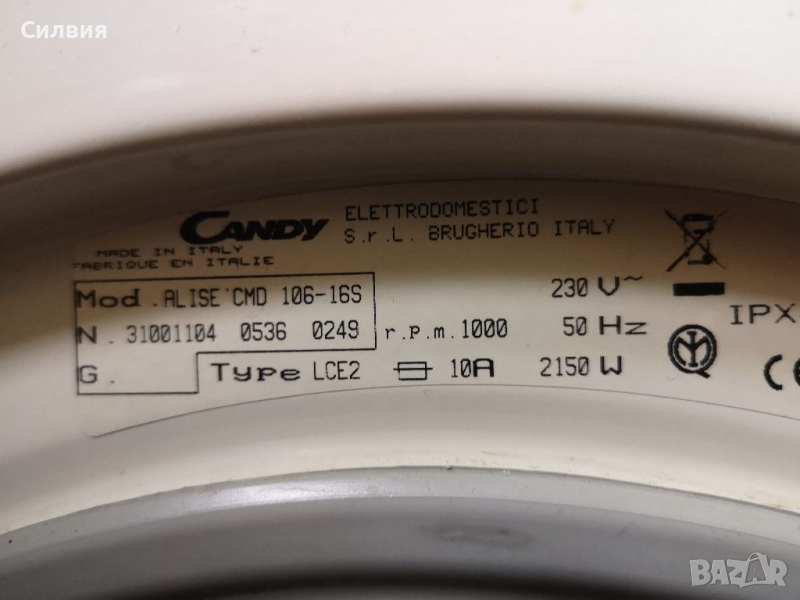 Силвия
CANDY ELETTRODOMESTICI
S.r.L. BRUGHERIO ITALY
MADE IN ITALY
FABRIQUE EN ITALIE
Mod. ALISE'CMD 106-16S 230 V~
N. 31001104 0536 0249 r.p.m. 1000 50 Hz IPX
G. Type LCE2 10A 2150 W CE
BAZAR